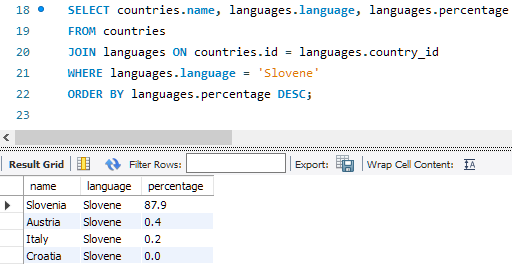 18 SELECT countries.name, languages.language, languages.percentage
19 FROM countries
20 JOIN languages ON countries.id = languages.country_id
21 WHERE languages.language = 'Slovene'
22 ORDER BY languages.percentage DESC;
23
Result Grid Filter Rows: Export: Wrap Cell Content: IA
name language percentage
Slovenia Slovene 87.9
Austria Slovene 0.4
Italy Slovene 0.2
Croatia Slovene 0.0